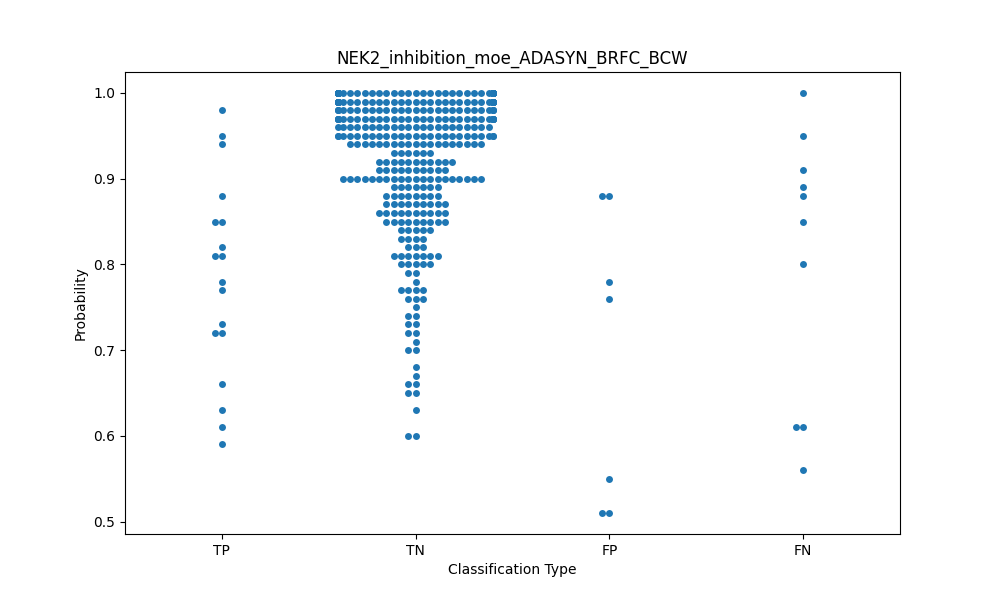 NEK2_inhibition_moe_ADASYN_BRFC_BCW
1.0
0.9
0.8
0.7
0.6
0.5
Probability
TP TN FP FN
Classification Type